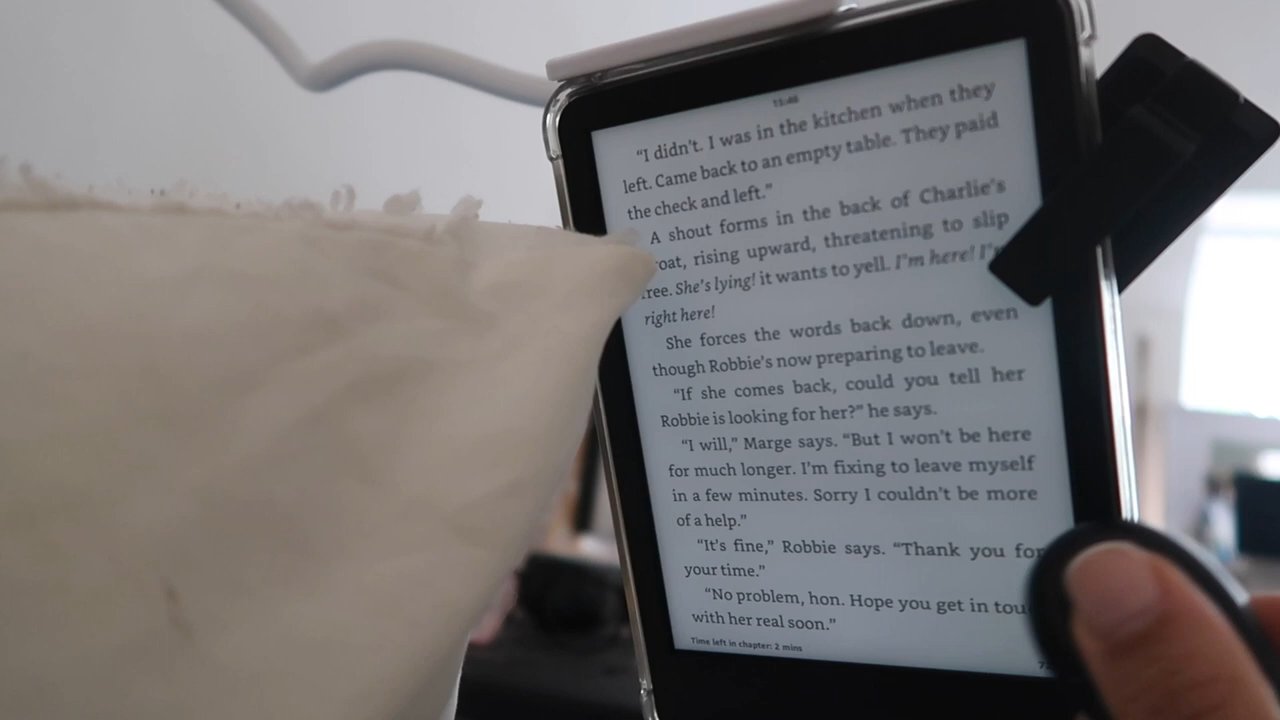 15:46
“I didn’t. I was in the kitchen when they
left. Came back to an empty table. They paid
the check and left.”
A shout forms in the back of Charlie’s
oat, rising upward, threatening to slip
ree. She’s lying! it wants to yell. I’m here! I’
right here!
She forces the words back down, even
though Robbie’s now preparing to leave.
“If she comes back, could you tell her
Robbie is looking for her?” he says.
“I will,” Marge says. “But I won’t be here
for much longer. I’m fixing to leave myself
in a few minutes. Sorry I couldn’t be more
of a help.”
“It’s fine,” Robbie says. “Thank you for
your time.”
“No problem, hon. Hope you get in tou
with her real soon.”
Time left in chapter: 2 mins